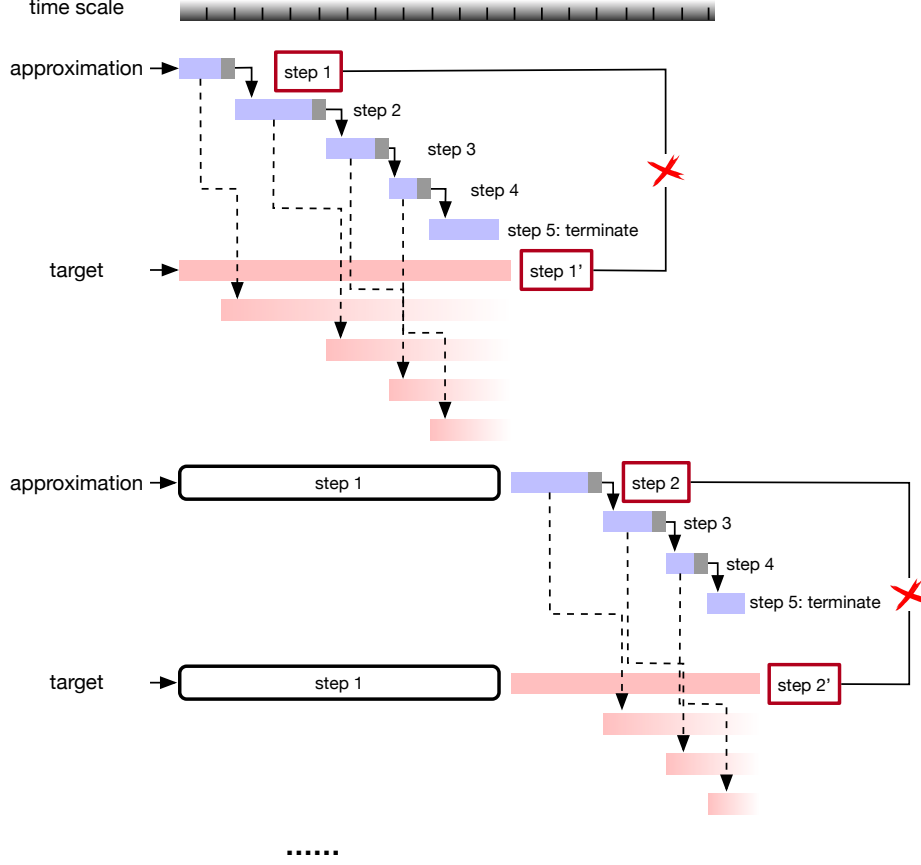 time scale
approximation
step 1
step 2
step 3
step 4
step 5: terminate
target
step 1’
approximation
step 1
step 2
step 3
step 4
step 5: terminate
target
step 1
step 2’
......